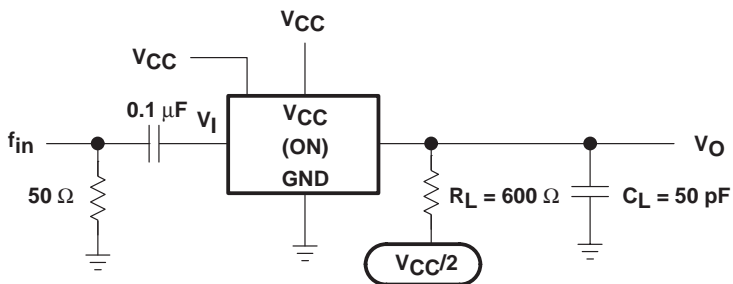 VCC
VCC
0.1 μF
VI
VCC
(ON)
GND
fin
VO
50 Ω
RL = 600 Ω
CL = 50 pF
VCC/2